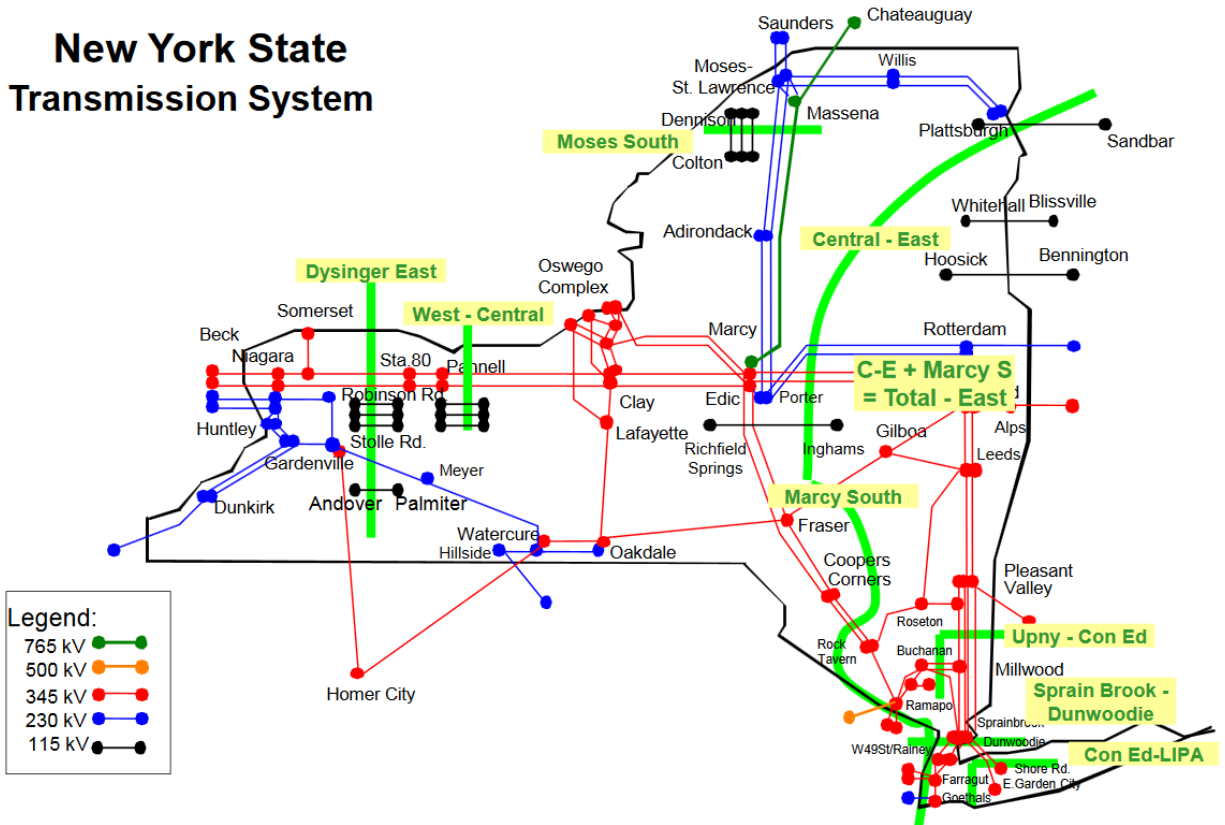 New York State
Transmission System
Saunders
Chateauguay
Moses-
St. Lawrence
Willis
Massena
Dennison
Moses South
Colton
Plattsburgh
Sandbar
Whitehall
Blissville
Adirondack
Central - East
Hoosick
Bennington
Oswego
Complex
Dysinger East
Somerset
West - Central
Beck
Niagara
Sta.80
Pannell
Marcy
Rotterdam
C-E + Marcy S
= Total - East
Robinson Rd.
Clay
Edic
Porter
Huntley
Stolle Rd.
Lafayette
Richfield
Springs
Inghams
Gilboa
Alps
Leeds
Gardenville
Meyer
Dunkirk
Andover
Palmiter
Marcy South
Fraser
Watercure
Hillside
Oakdale
Coopers
Corners
Pleasant
Valley
Legend:
765 kV
500 kV
345 kV
230 kV
115 kV
Roseton
Rock
Tavern
Buchanan
Upny - Con Ed
Millwood
Homer City
Ramapo
Sprain Brook -
Dunwoodie
Sprainbrook
Dunwoodie
W49St/Rainey
Con Ed-LIPA
Shore Rd.
Farragut
E.Garden City
Goethals